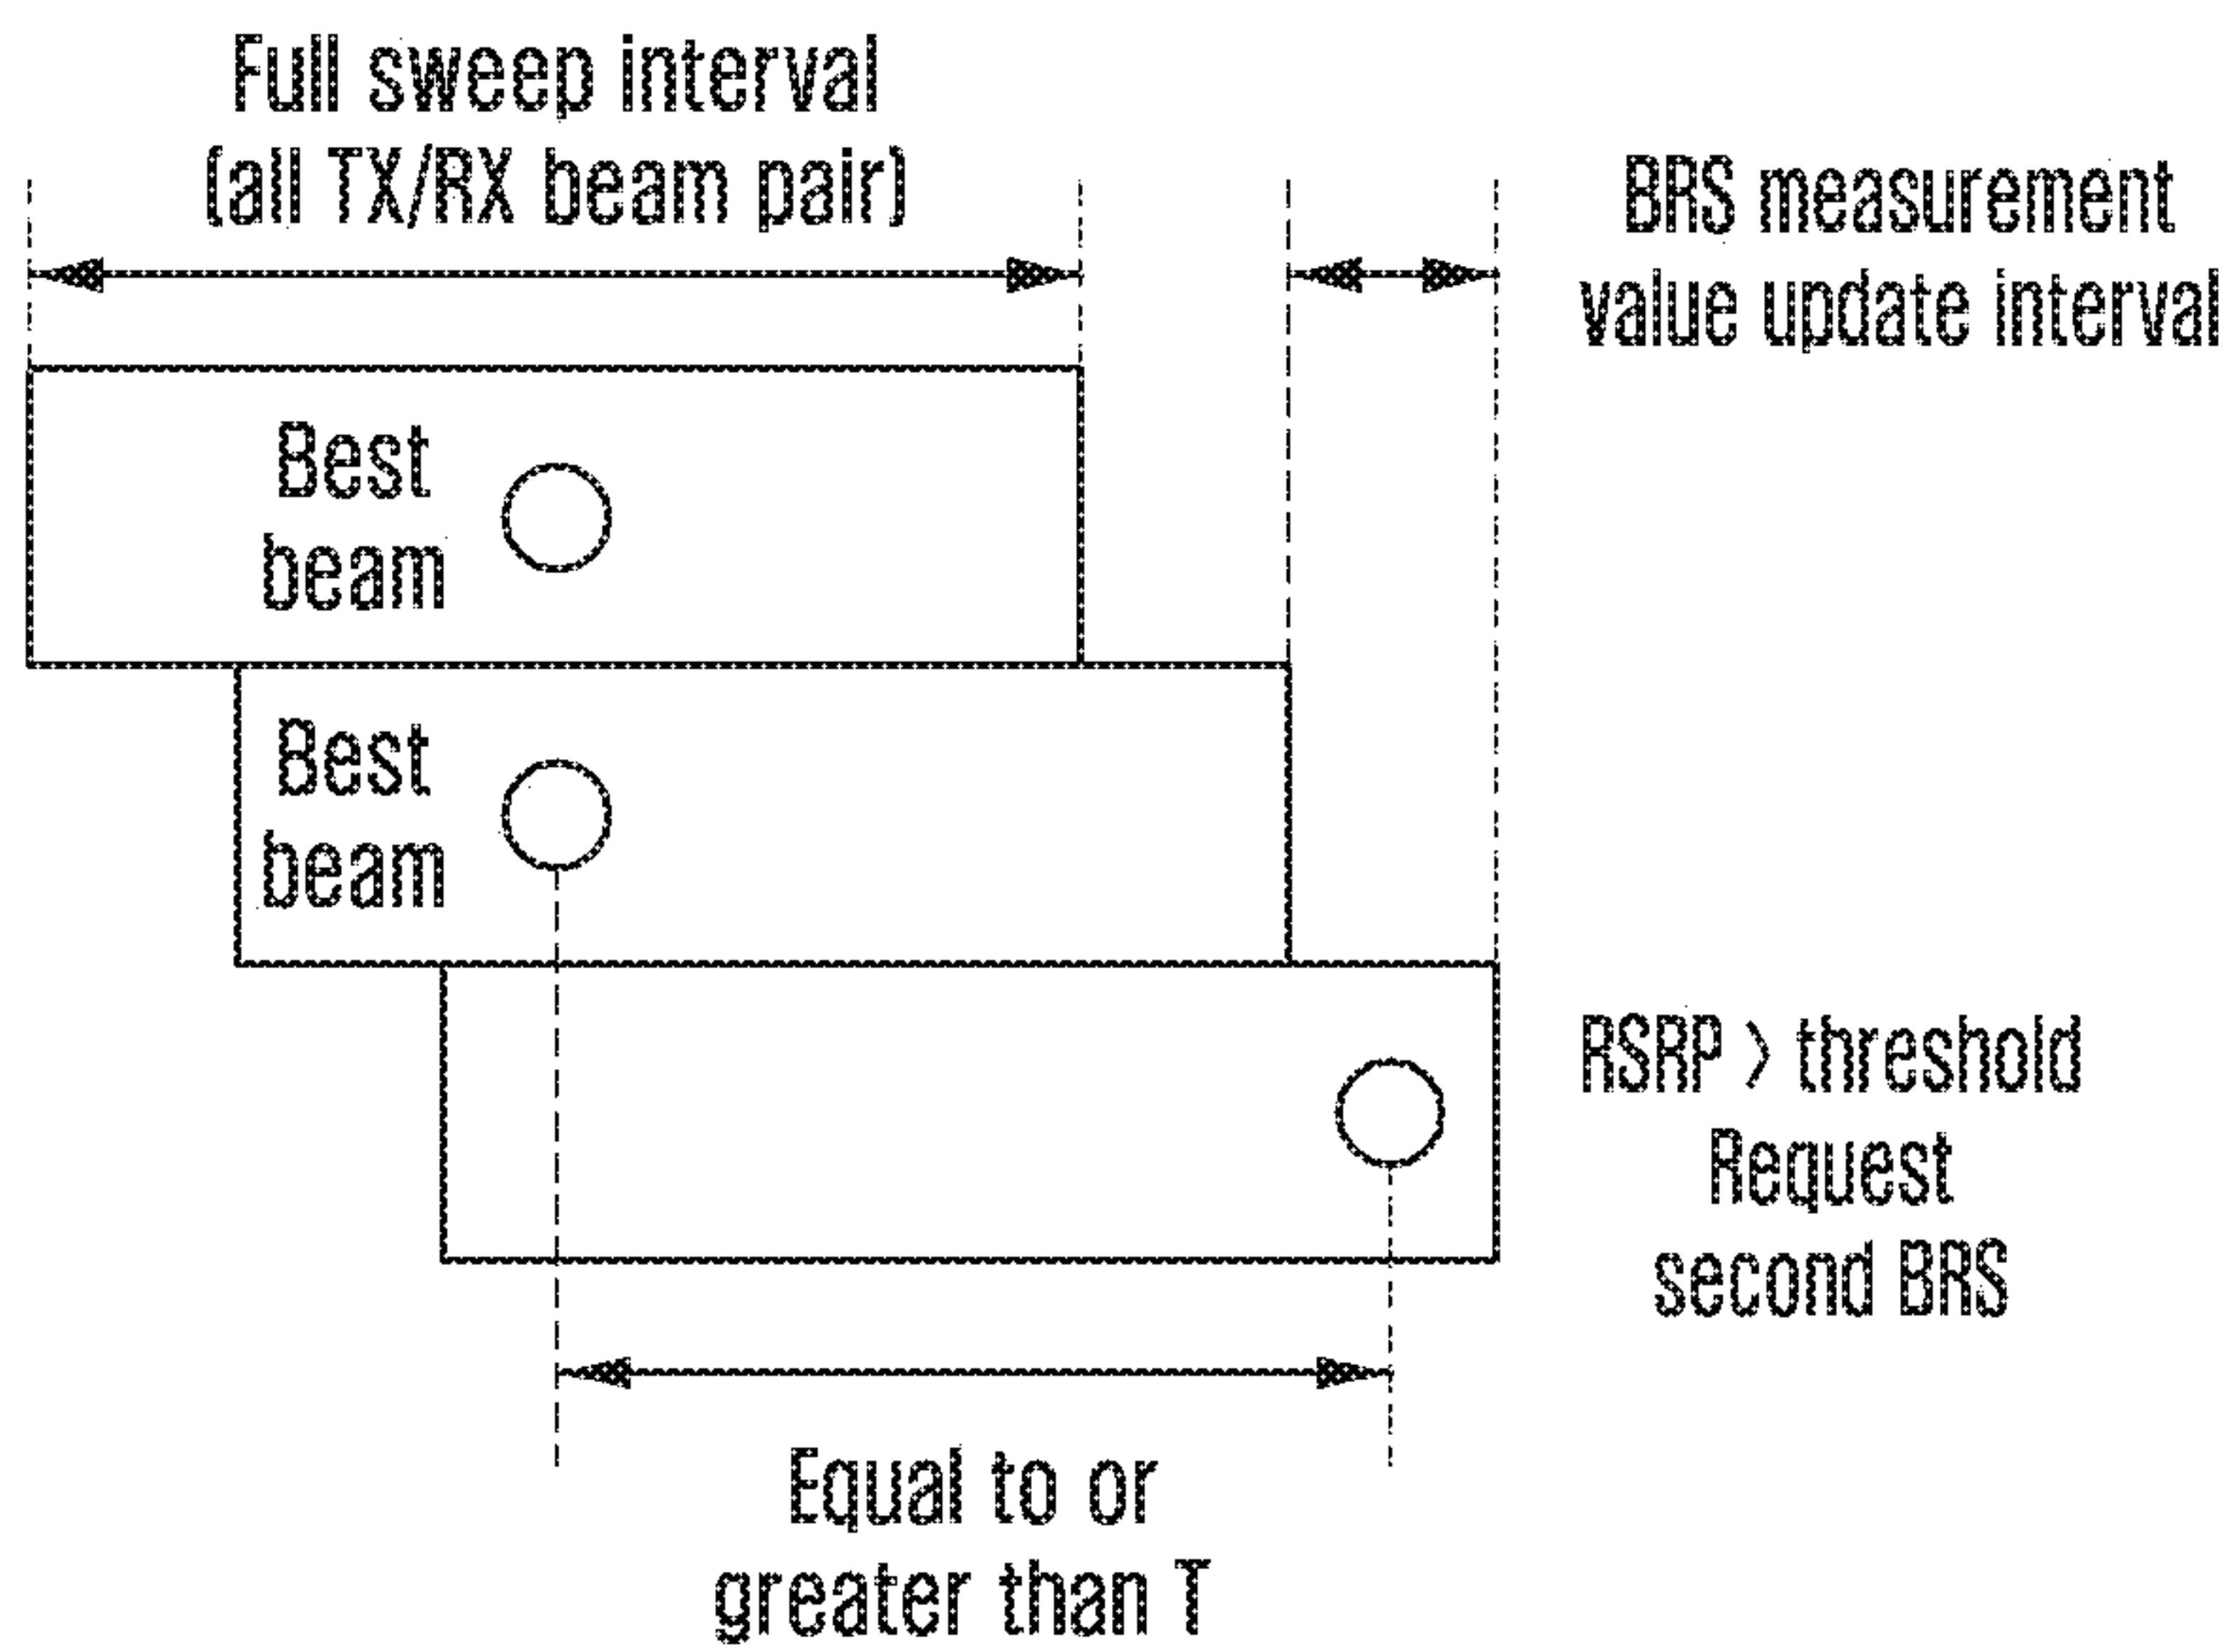 Full sweep interval
(all TX/RX beam pair)
BRS measurement
value update interval
Best
beam
Best
beam
RSRP > threshold
Request
second BRS
Equal to or
greater than T